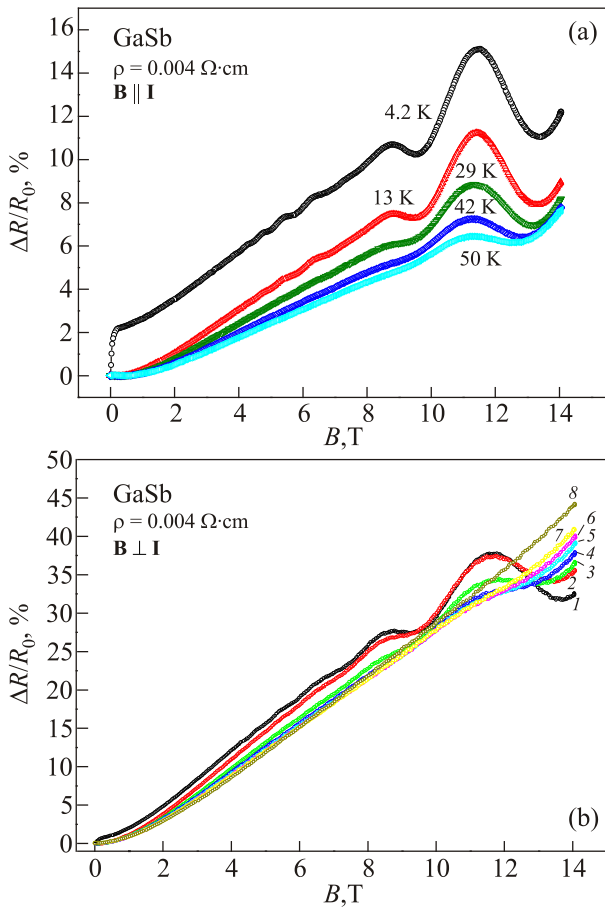 (a)
GaSb
ρ = 0.004 Ω·cm
B || I
4.2 K
13 K
29 K
42 K
50 K
ΔR/R₀, %
16
14
12
10
8
6
4
2
0
0 2 4 6 8 10 12 14
B,T
GaSb
ρ = 0.004 Ω·cm
B ⊥ I
8
7
6
5
4
3
2
1
ΔR/R₀, %
50
45
40
35
30
25
20
15
10
5
0
(b)
0 2 4 6 8 10 12 14
B,T